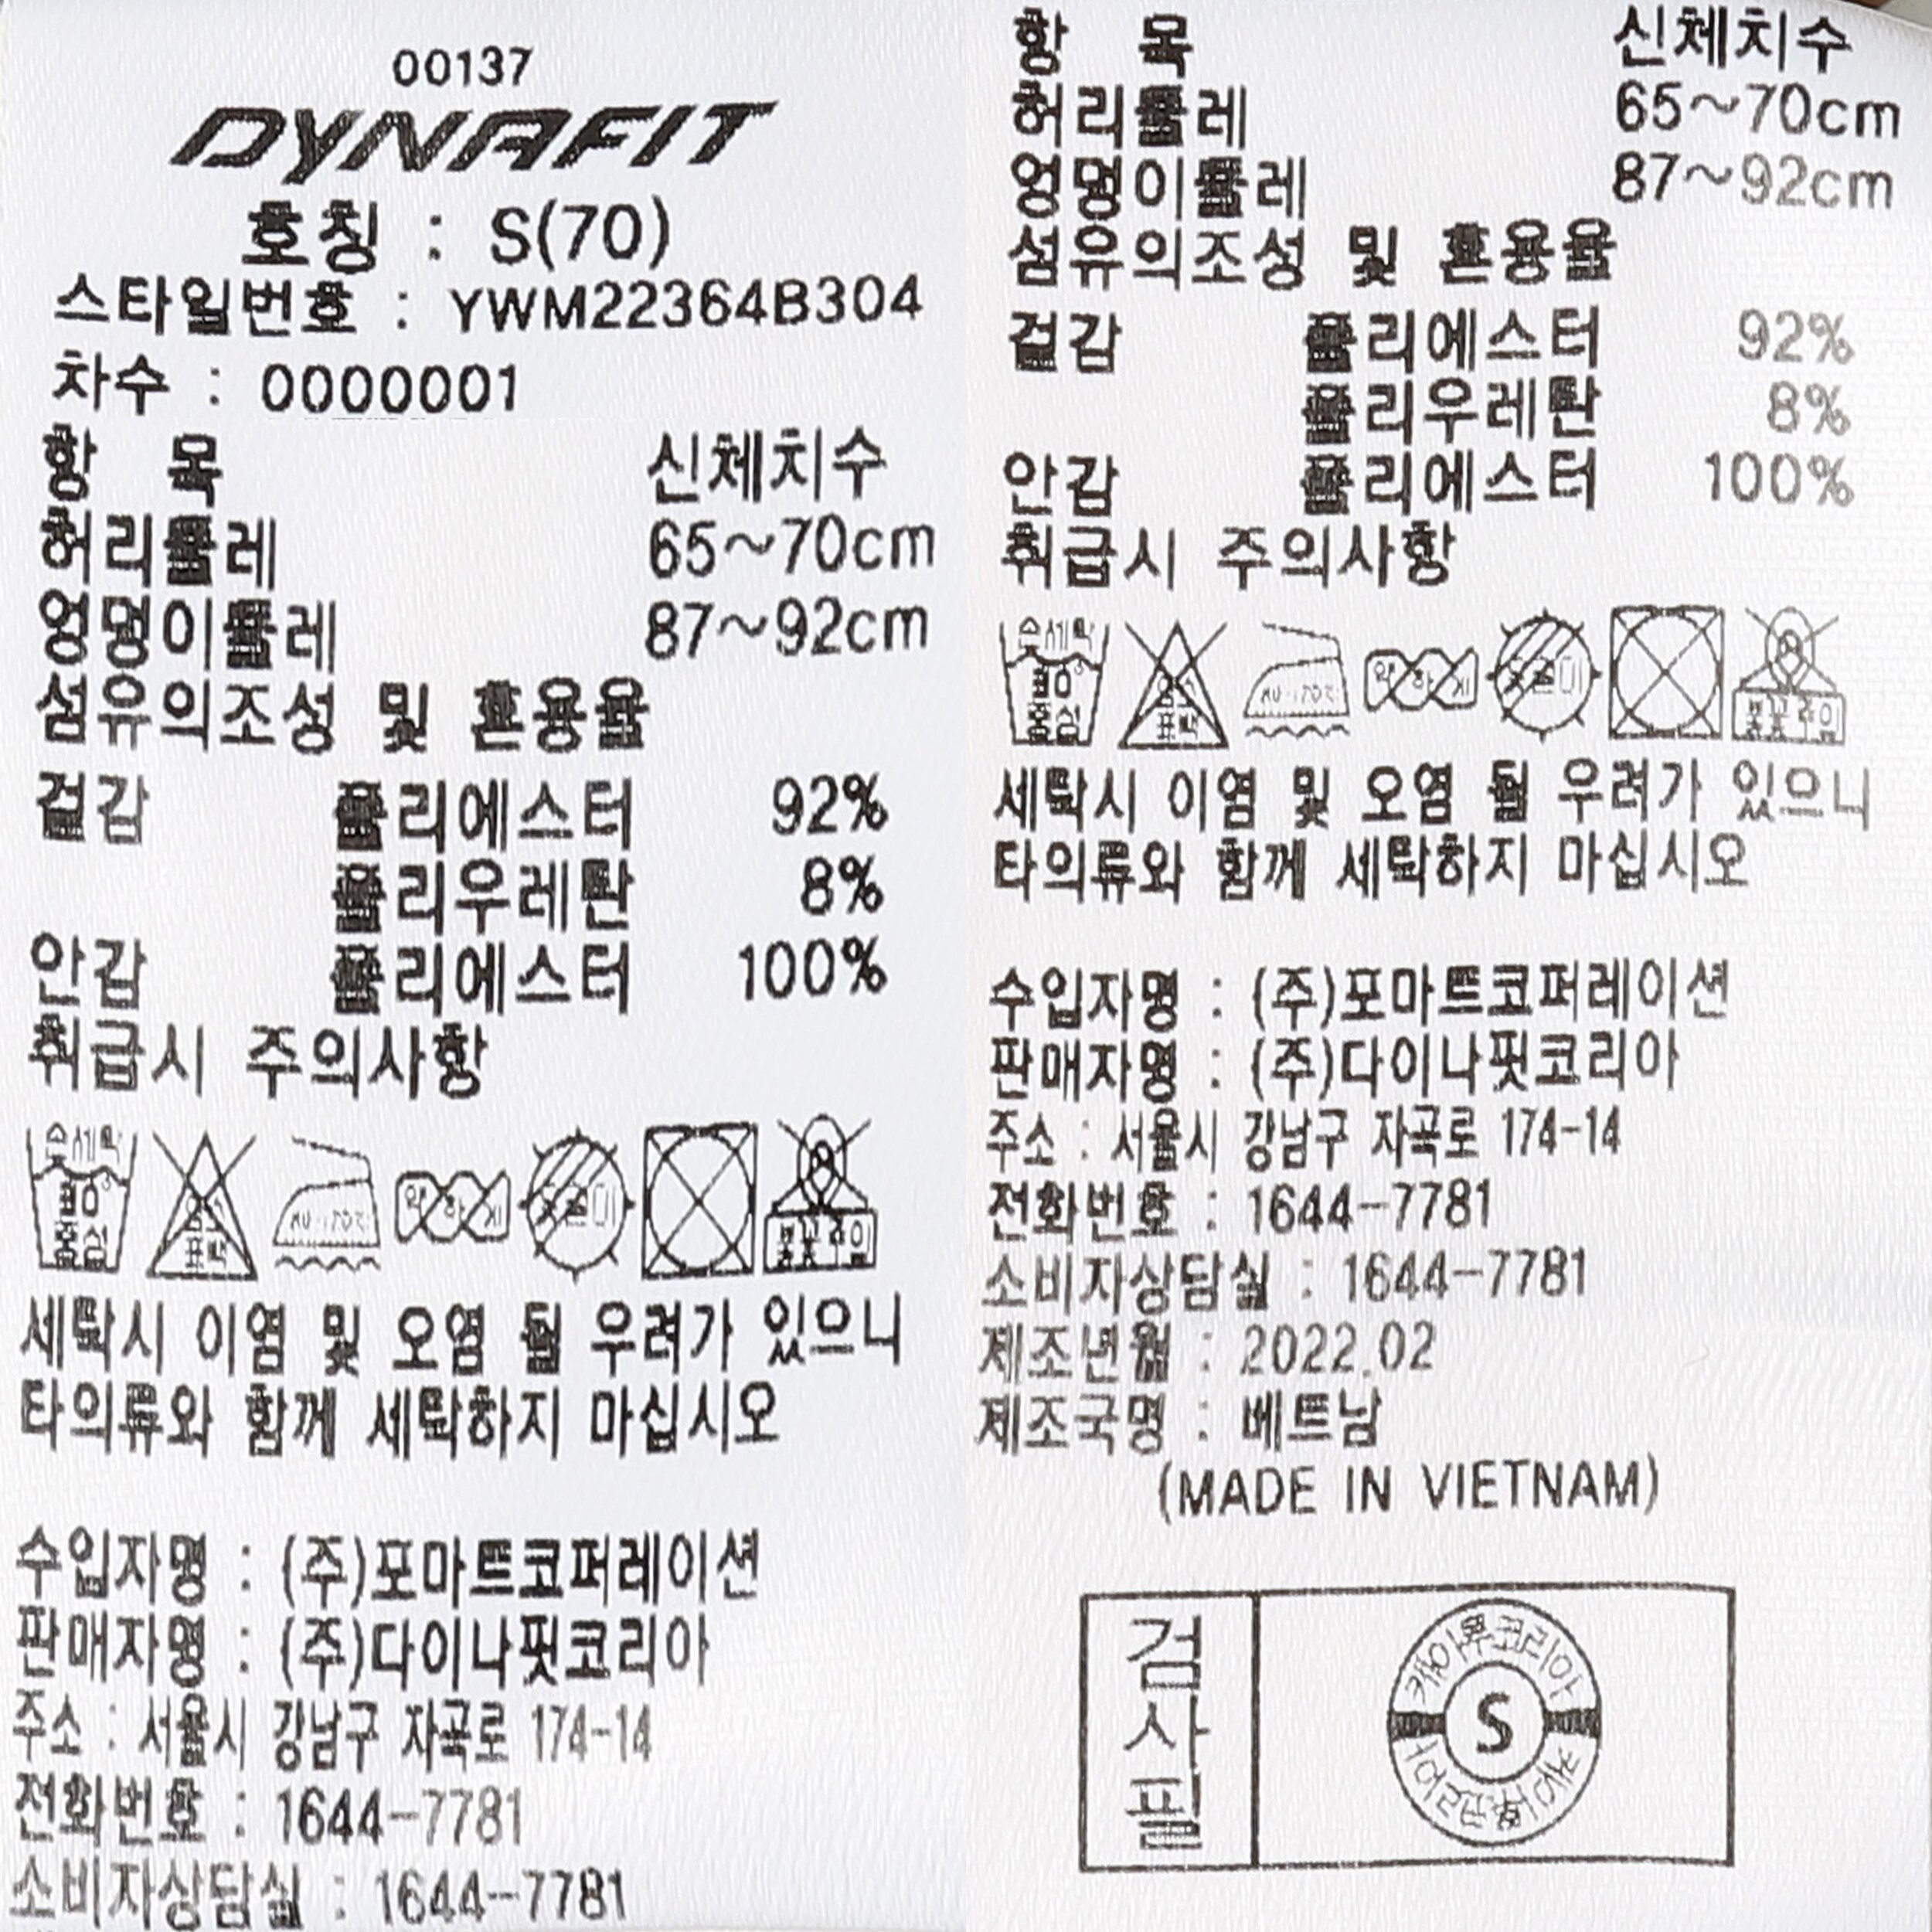 00137
DYNAFIT
호칭 : S(70)
스타일번호 : YWM22364B304
차수 : 0000001
항 목 신체치수
허리둘레 65~70cm
엉덩이둘레 87~92cm
섬유의조성 및 혼용율
겉감 폴리에스터 92%
폴리우레탄 8%
안감 폴리에스터 100%
취급시 주의사항
손세탁
중성
표백
세탁시 이염 및 오염 될 우려가 있으니
타의류와 함께 세탁하지 마십시오
수입자명 : (주)포마트코퍼레이션
판매자명 : (주)다이나핏코리아
주소 : 서울시 강남구 자곡로 174-14
전화번호 : 1644-7781
소비자상담실 : 1644-7781
항 목 신체치수
허리둘레 65~70cm
엉덩이둘레 87~92cm
섬유의조성 및 혼용율
겉감 폴리에스터 92%
폴리우레탄 8%
안감 폴리에스터 100%
취급시 주의사항
손세탁
중성
표백
세탁시 이염 및 오염 될 우려가 있으니
타의류와 함께 세탁하지 마십시오
수입자명 : (주)포마트코퍼레이션
판매자명 : (주)다이나핏코리아
주소 : 서울시 강남구 자곡로 174-14
전화번호 : 1644-7781
소비자상담실 : 1644-7781
제조년월 : 2022.02
제조국명 : 베트남
(MADE IN VIETNAM)
검사필
S